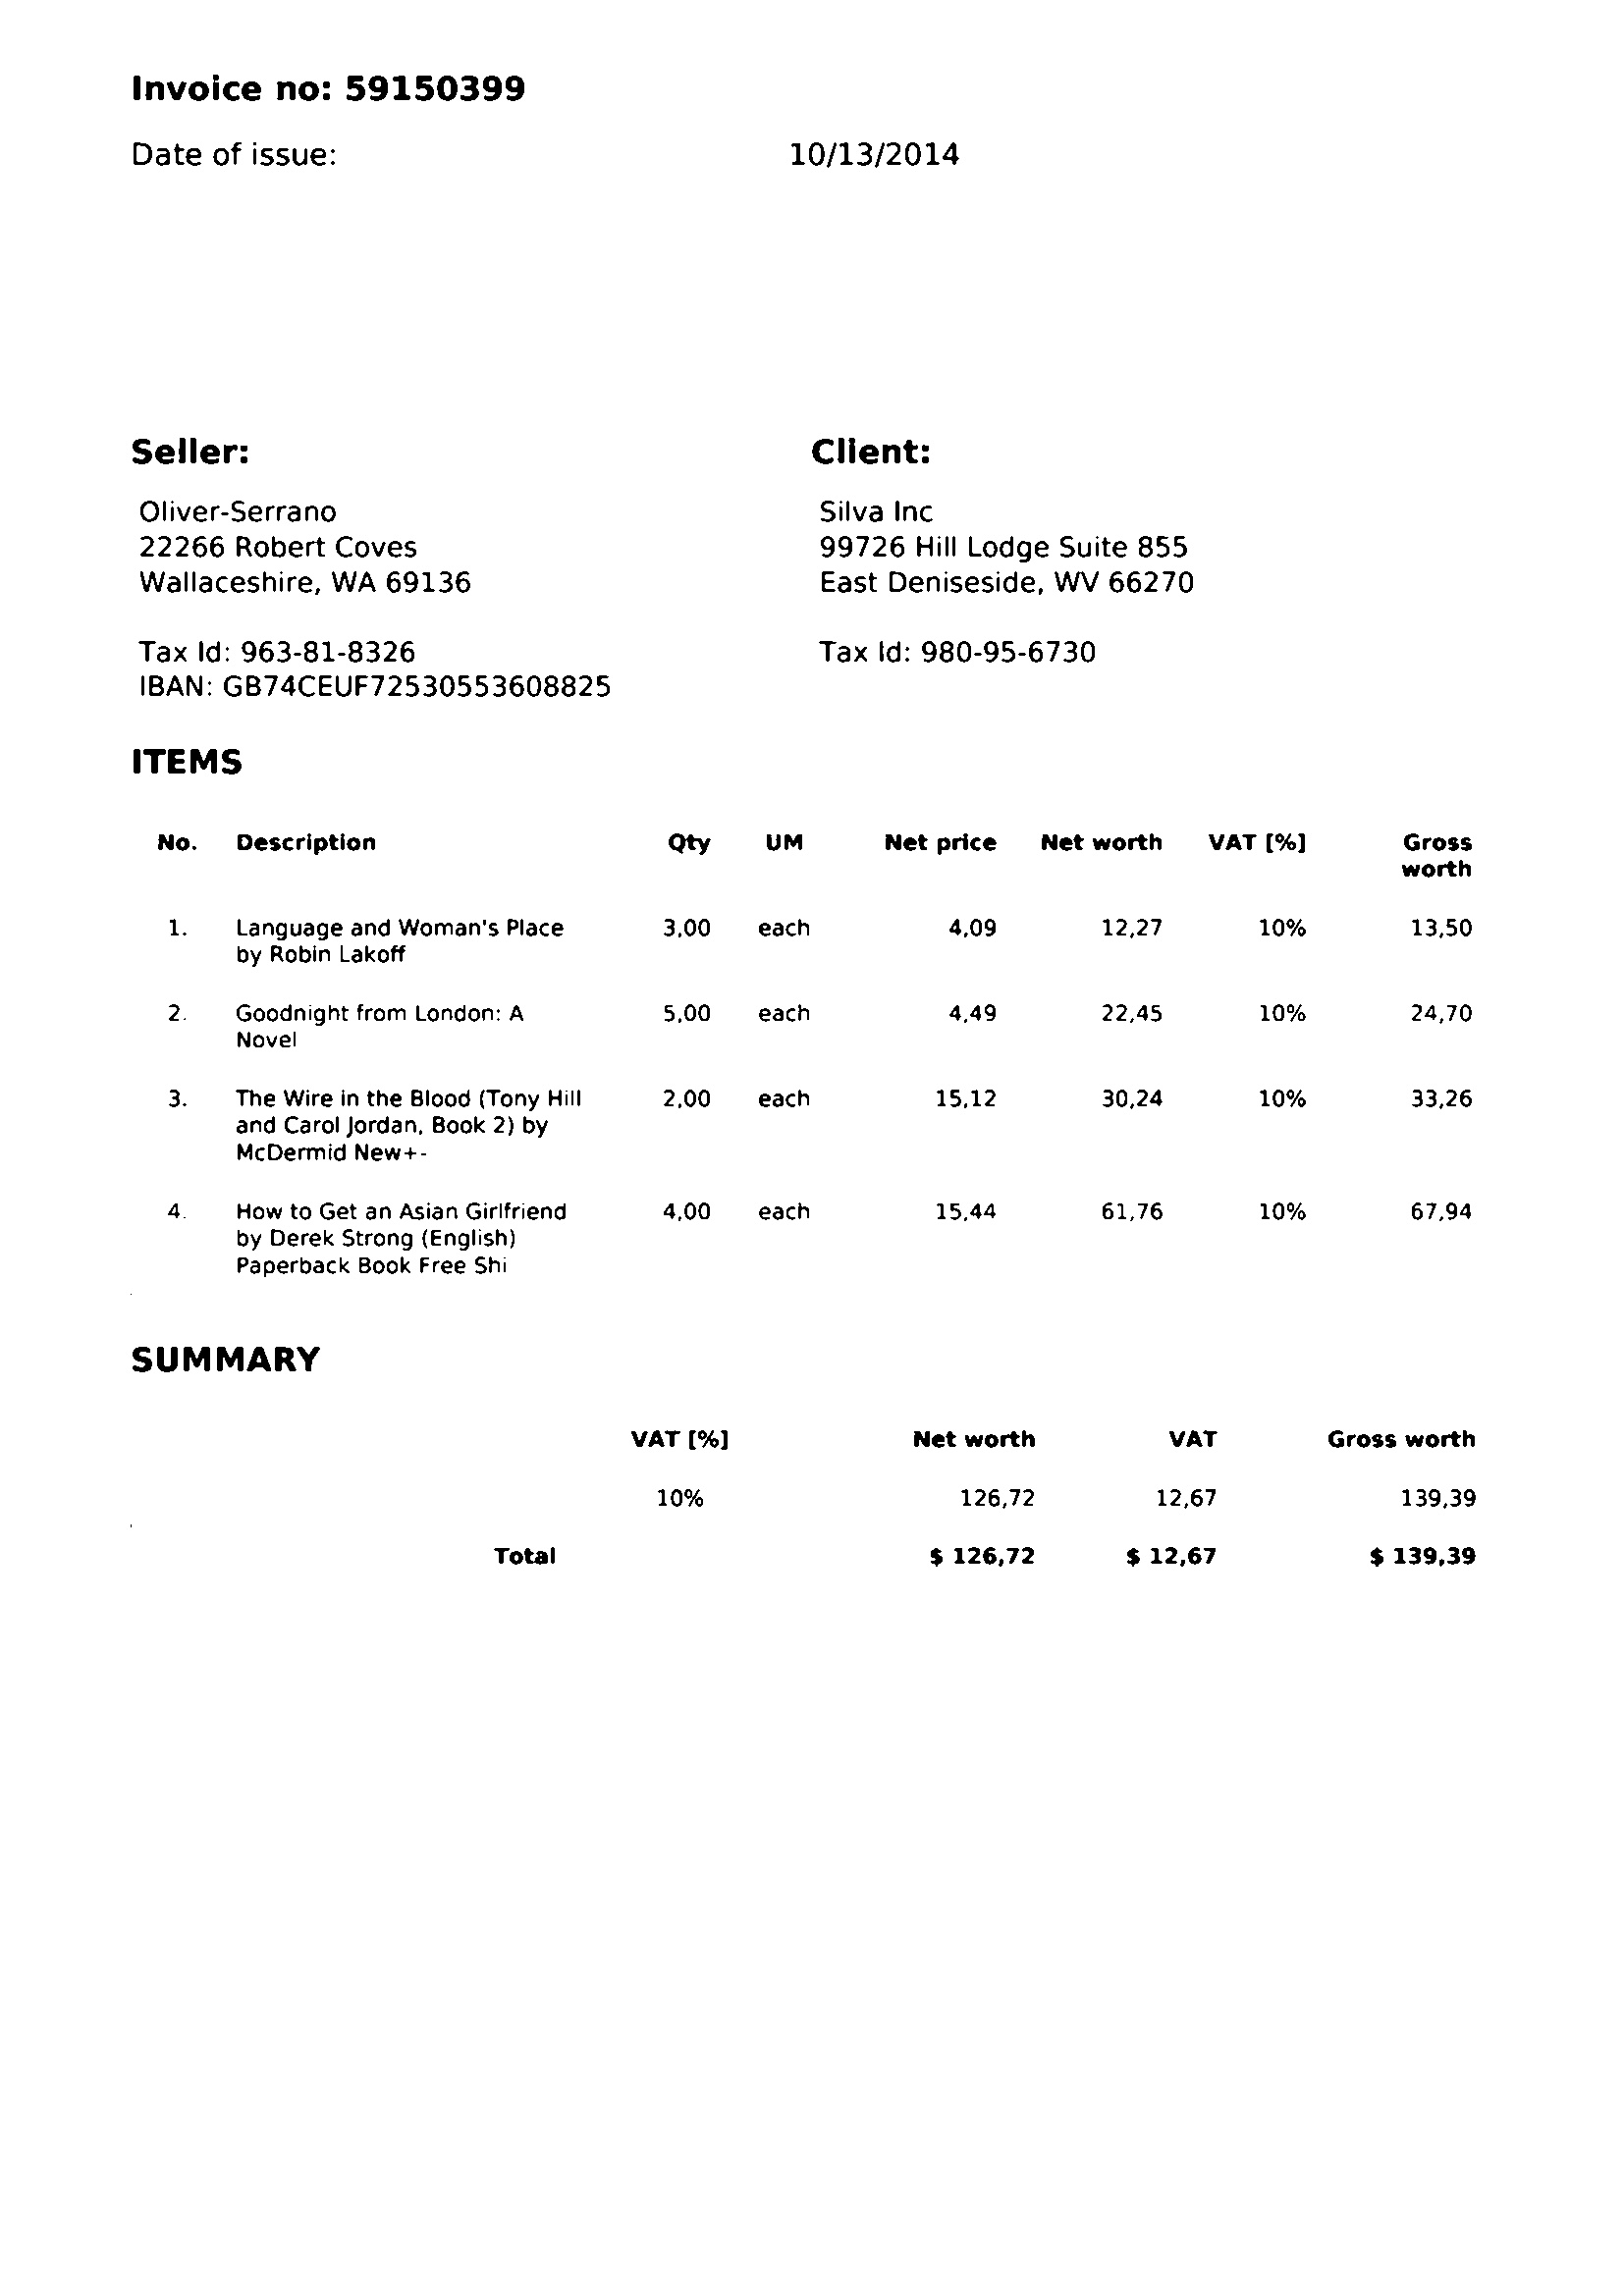 Invoice no: 59150399
Date of issue: 10/13/2014
Seller:
Oliver-Serrano
22266 Robert Coves
Wallaceshire, WA 69136
Tax Id: 963-81-8326
IBAN: GB74CEUF72530553608825
Client:
Silva Inc
99726 Hill Lodge Suite 855
East Deniseside, WV 66270
Tax Id: 980-95-6730
ITEMS
No. Description Qty UM Net price Net worth VAT [%] Gross
worth
1. Language and Woman's Place 3,00 each 4,09 12,27 10% 13,50
by Robin Lakoff
2. Goodnight from London: A 5,00 each 4,49 22,45 10% 24,70
Novel
3. The Wire in the Blood (Tony Hill 2,00 each 15,12 30,24 10% 33,26
and Carol Jordan, Book 2) by
McDermid New+-
4. How to Get an Asian Girlfriend 4,00 each 15,44 61,76 10% 67,94
by Derek Strong (English)
Paperback Book Free Shi
SUMMARY
VAT [%] Net worth VAT Gross worth
10% 126,72 12,67 139,39
Total $ 126,72 $ 12,67 $ 139,39